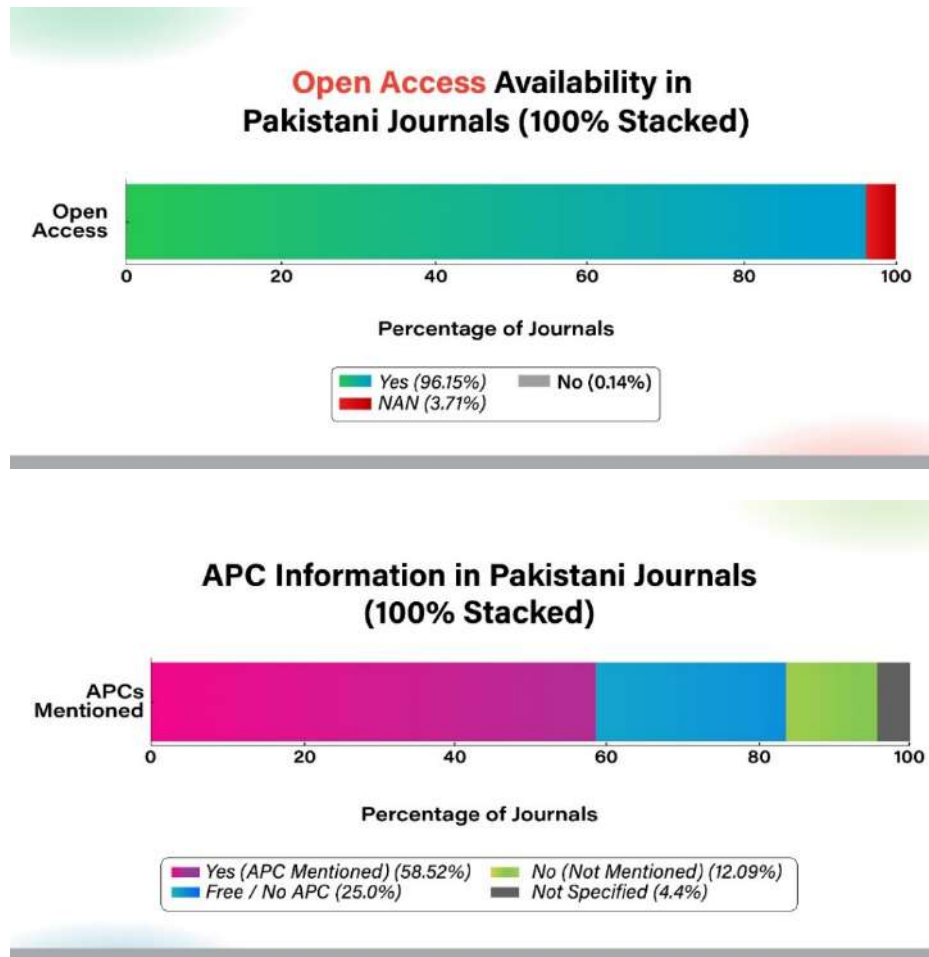 Open Access Availability in
Pakistani Journals (100% Stacked)
Open
Access
0 20 40 60 80 100
Percentage of Journals
Yes (96.15%) No (0.14%)
NAN (3.71%)
APC Information in Pakistani Journals
(100% Stacked)
APCs
Mentioned
0 20 40 60 80 100
Percentage of Journals
Yes (APC Mentioned) (58.52%) No (Not Mentioned) (12.09%)
Free / No APC (25.0%) Not Specified (4.4%)